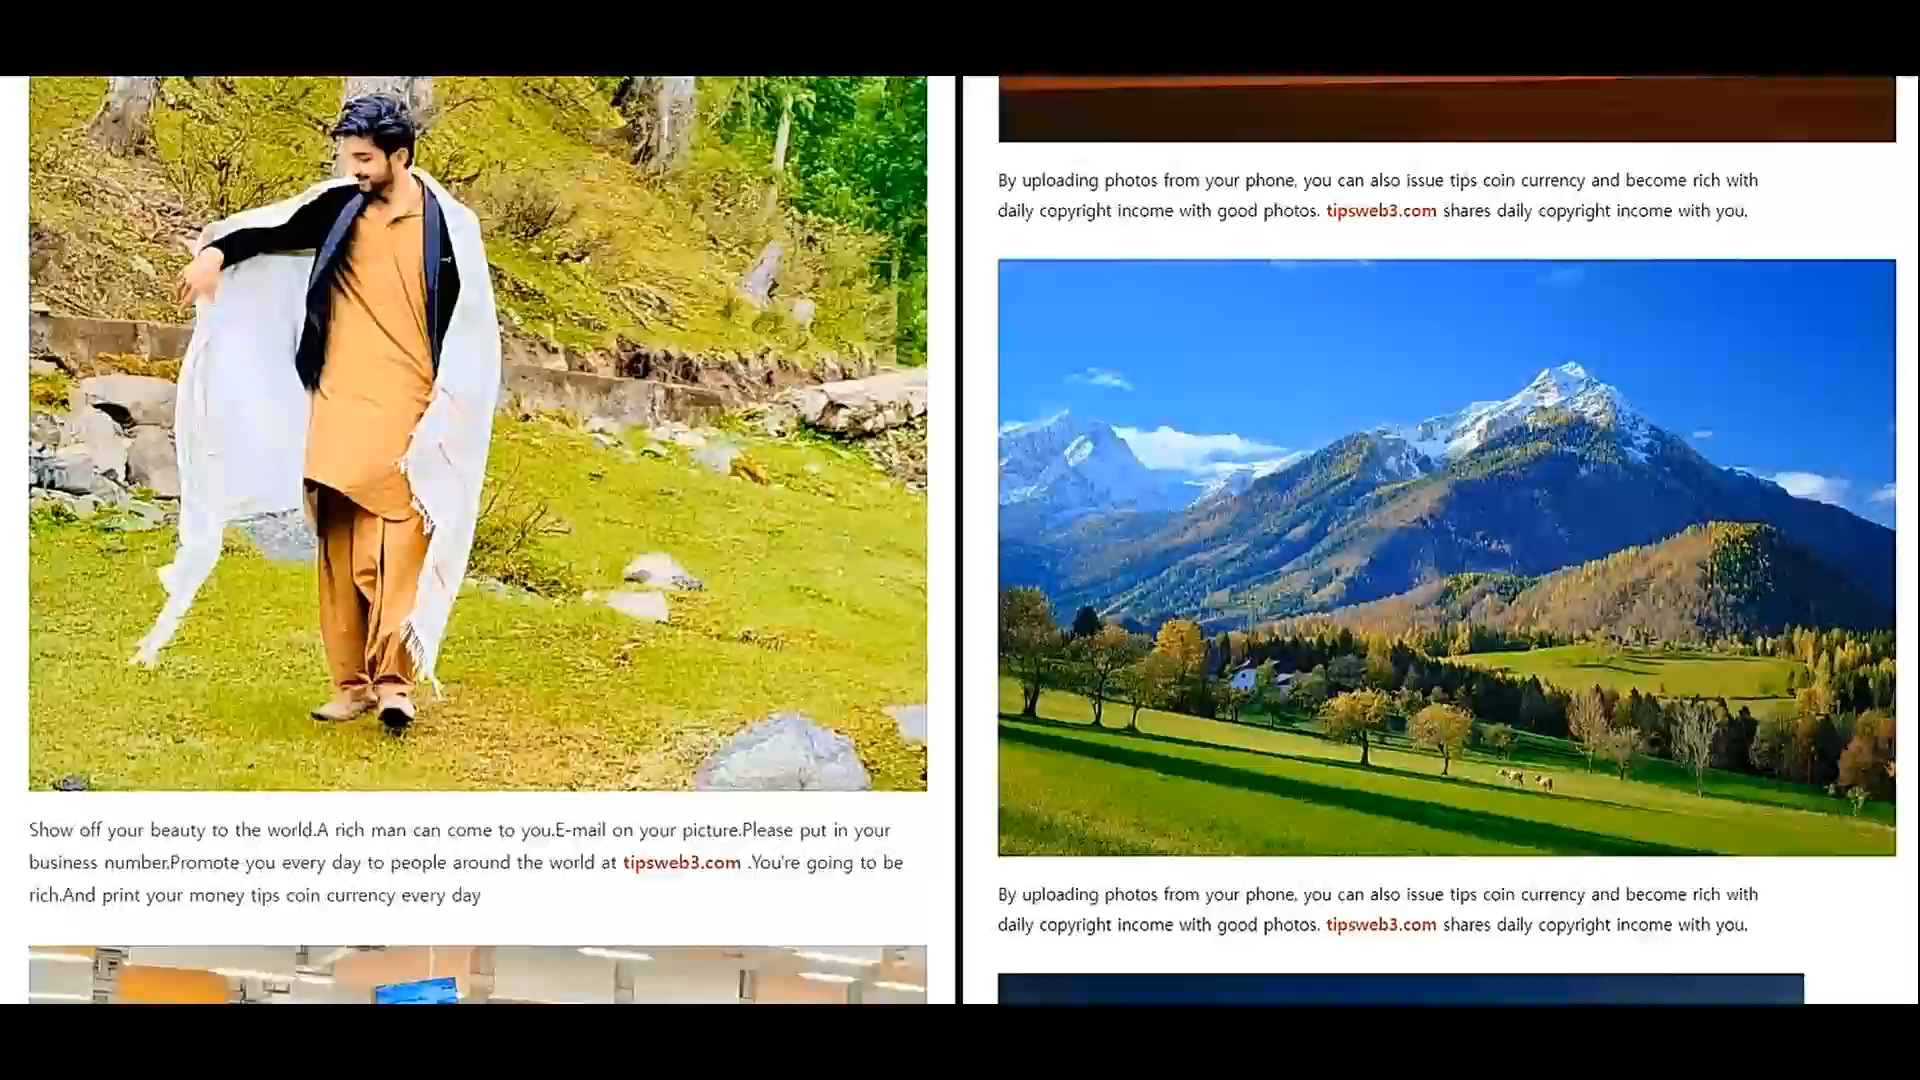 Show off your beauty to the world.A rich man can come to you.E-mail on your picture.Please put in your
business number.Promote you every day to people around the world at tipsweb3.com .You're going to be
rich.And print your money tips coin currency every day
By uploading photos from your phone, you can also issue tips coin currency and become rich with
daily copyright income with good photos. tipsweb3.com shares daily copyright income with you.
By uploading photos from your phone, you can also issue tips coin currency and become rich with
daily copyright income with good photos. tipsweb3.com shares daily copyright income with you.